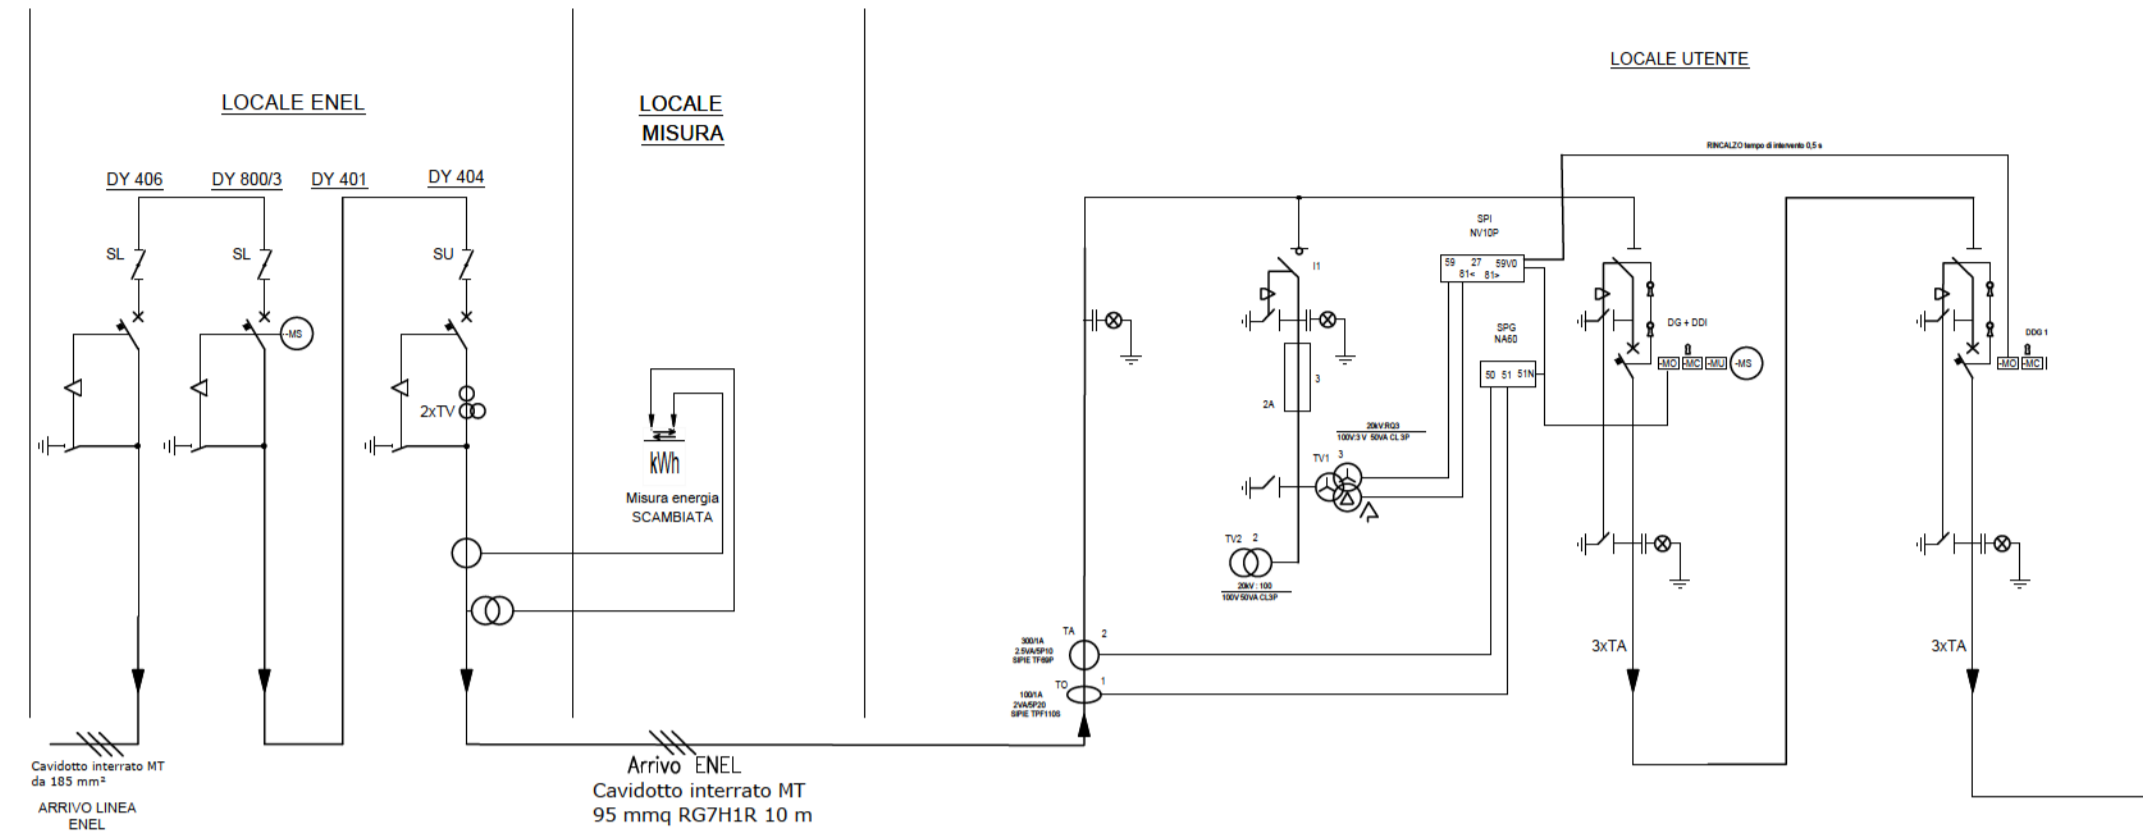 LOCALE ENEL
LOCALE
MISURA
LOCALE UTENTE
DY 406
DY 800/3
DY 401
DY 404
SL
SL
SU
-MS
2xTV
kWh
Misura energia
SCAMBIATA
Cavidotto interrato MT
da 185 mm²
ARRIVO LINEA
ENEL
Arrivo ENEL
Cavidotto interrato MT
95 mmq RG7H1R 10 m
RINCALZO tempo di intervento 0,5 s
SPI
NV10P
59 27 59V0
81< 81>
SPG
NA60
50 51 51N
I1
3
2A
20kV:RQ3
100V:3 V 50VA CL3P
TV1 3
TV2 2
20kV : 100
100V 50VA CL3P
TA 2
300/1A
2.5VA/5P10
SIPIE TF69P
TO 1
100/1A
2VA/5P20
SIPIE TPF110S
DG + DDI
-MO -MC -MU -MS
3xTA
DDG 1
-MO -MC
3xTA